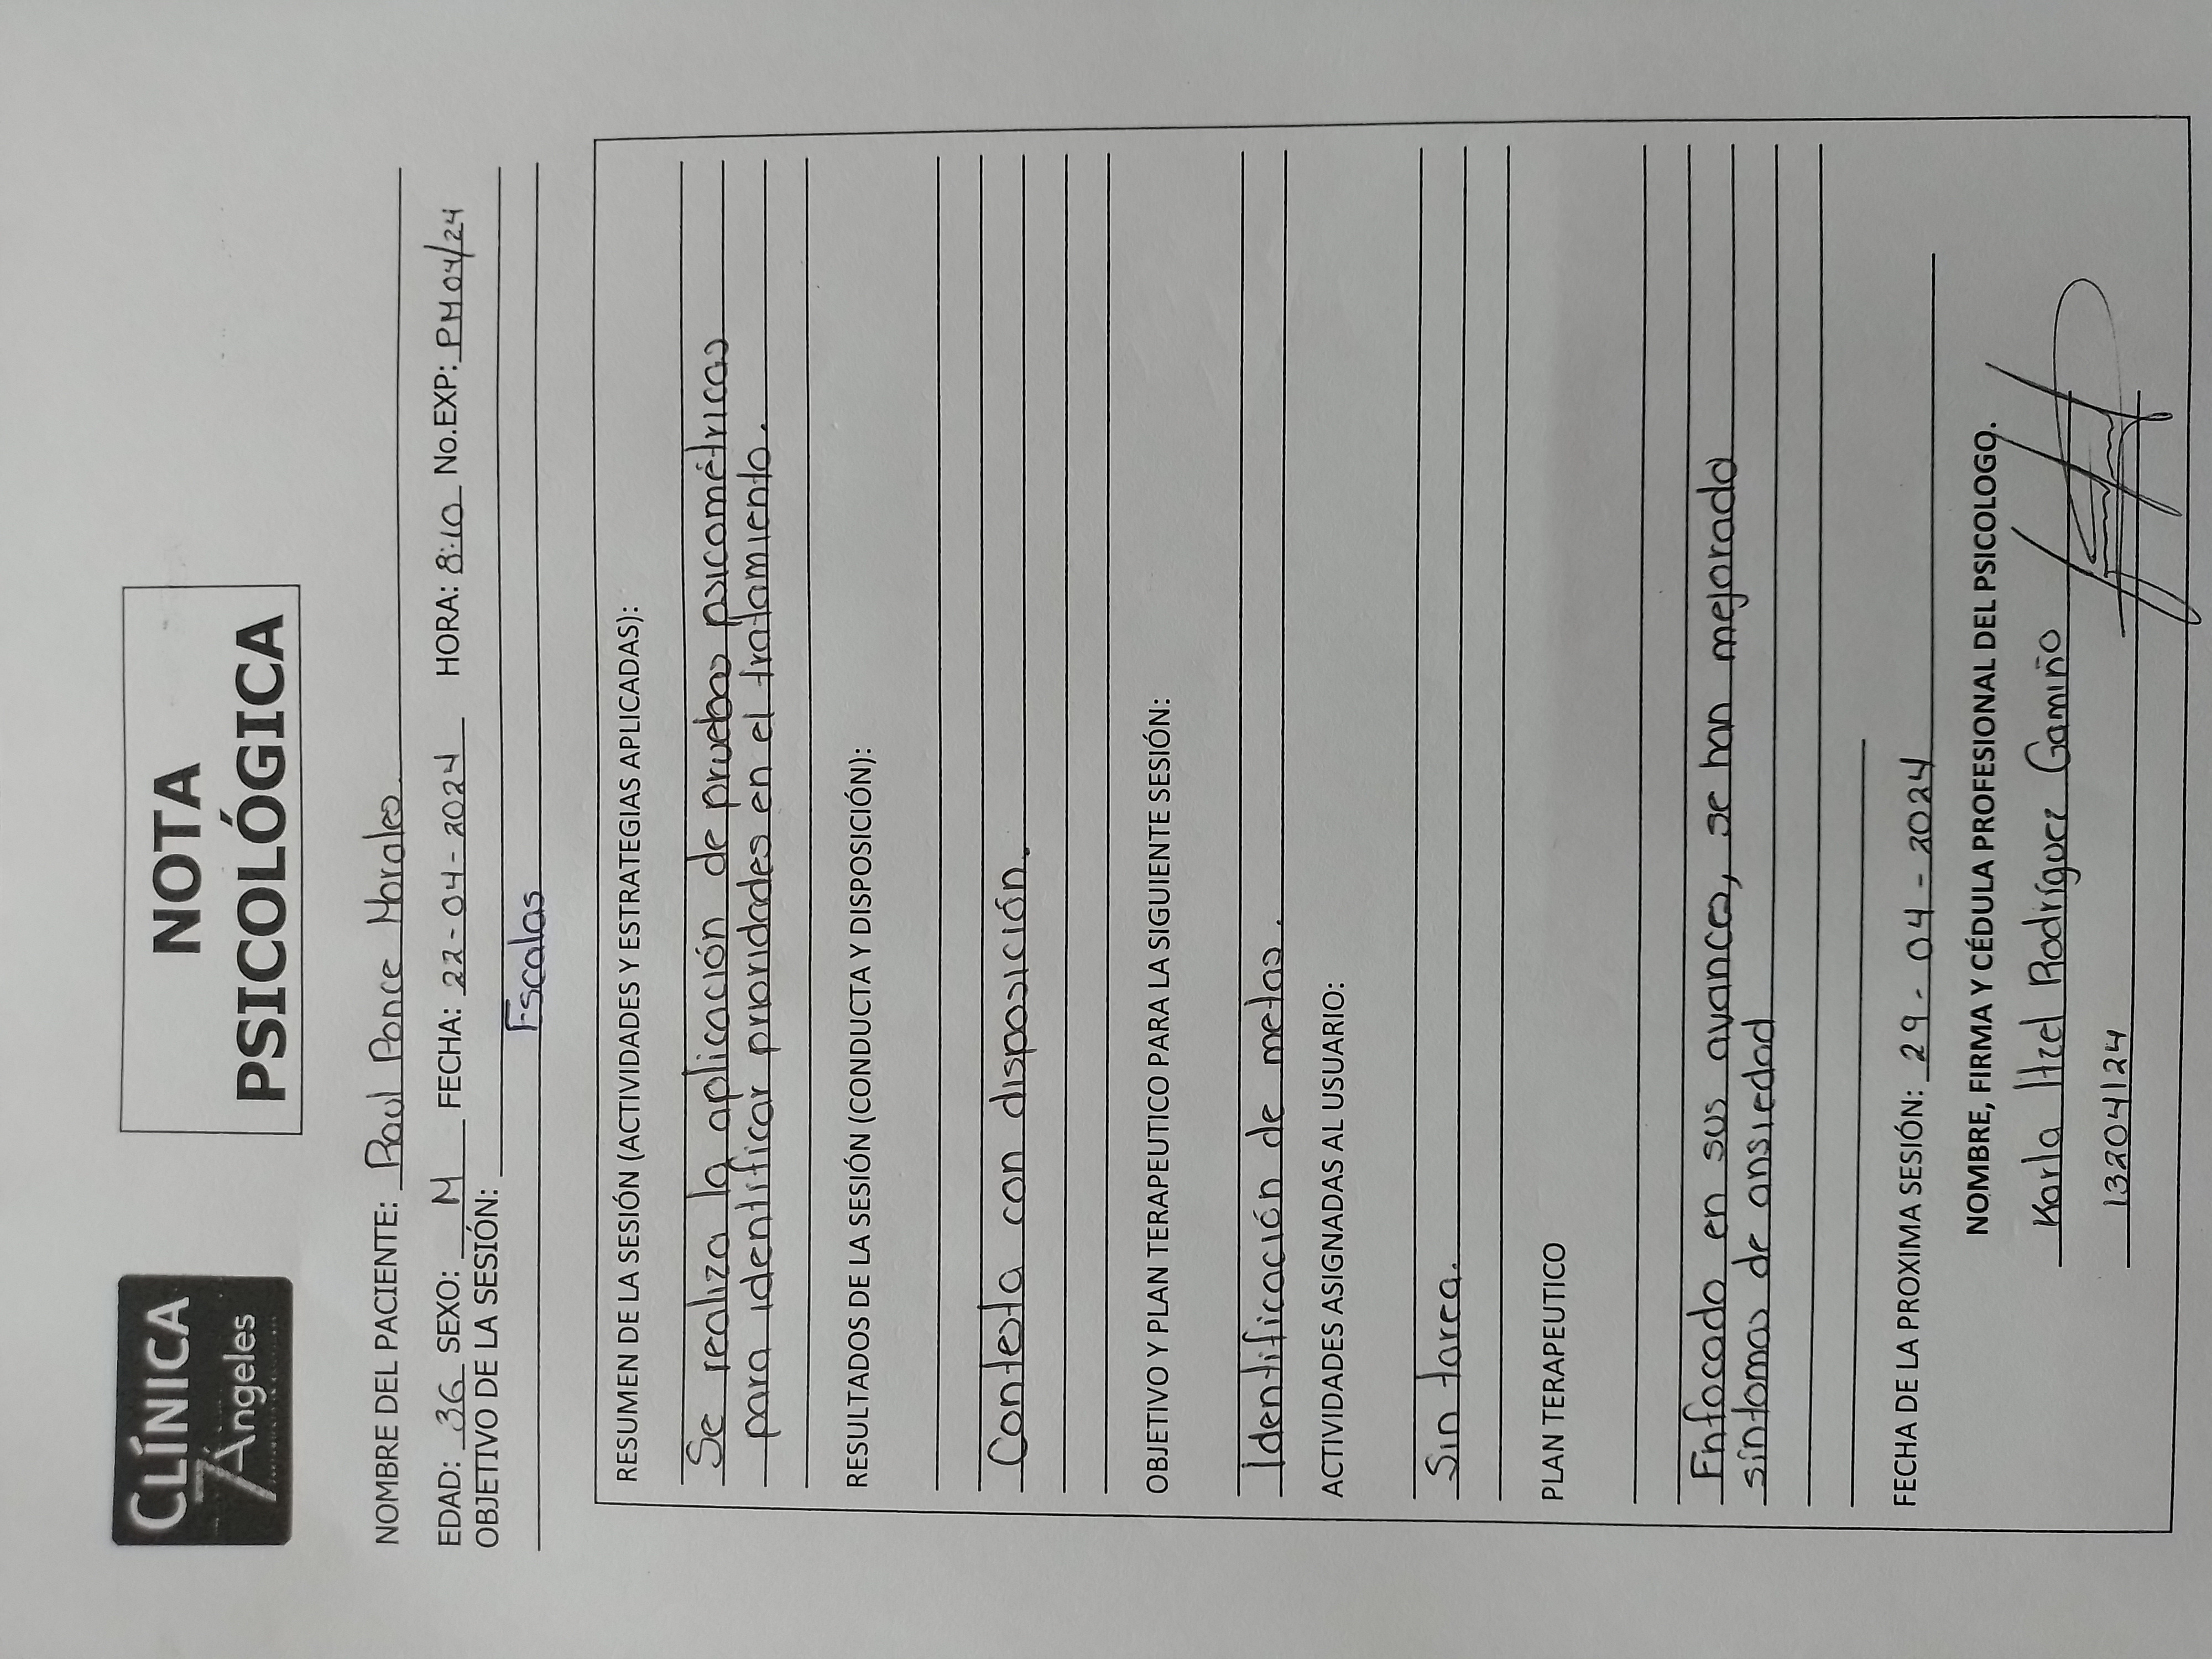 CLÍNICA
7 Ángeles
NOTA
PSICOLÓGICA
NOMBRE DEL PACIENTE: Raul Ponce Morales
EDAD: 36 SEXO: M FECHA: 22-04-2024 HORA: 8:10 No.EXP: PM04/24
OBJETIVO DE LA SESIÓN:
Escalas
RESUMEN DE LA SESIÓN (ACTIVIDADES Y ESTRATEGIAS APLICADAS):
Se realiza la aplicación de pruebas psicométricas
para identificar prioridades en el tratamiento.
RESULTADOS DE LA SESIÓN (CONDUCTA Y DISPOSICIÓN):
Contesta con disposición.
OBJETIVO Y PLAN TERAPEUTICO PARA LA SIGUIENTE SESIÓN:
Identificación de metas.
ACTIVIDADES ASIGNADAS AL USUARIO:
Sin tarea.
PLAN TERAPEUTICO
Enfocado en sus avances, se han mejorado
síntomas de ansiedad
FECHA DE LA PROXIMA SESIÓN: 29-04-2024
NOMBRE, FIRMA Y CÉDULA PROFESIONAL DEL PSICOLOGO.
Karla Itzel Rodríguez Gamiño
13204124